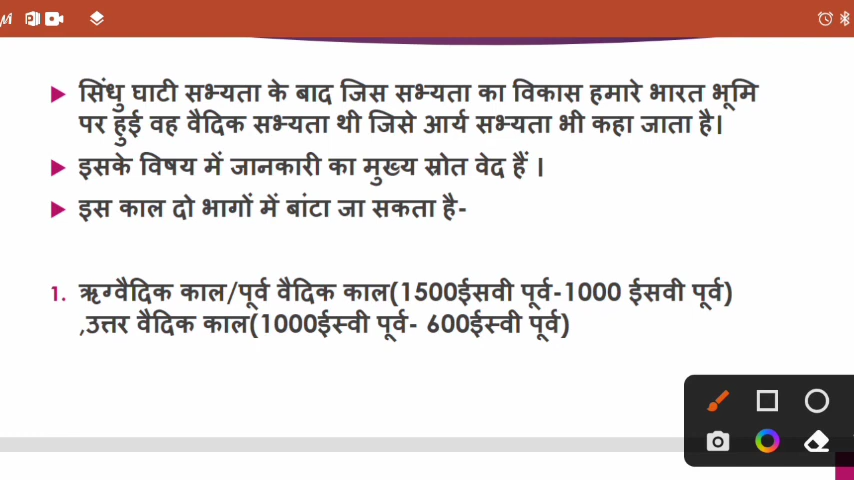 सिंधु घाटी सभ्यता के बाद जिस सभ्यता का विकास हमारे भारत भूमि
पर हुई वह वैदिक सभ्यता थी जिसे आर्य सभ्यता भी कहा जाता है।
इसके विषय में जानकारी का मुख्य स्रोत वेद हैं ।
इस काल दो भागों में बांटा जा सकता है-
1. ऋग्वैदिक काल/पूर्व वैदिक काल(1500ईसवी पूर्व-1000 ईसवी पूर्व)
,उत्तर वैदिक काल(1000ईस्वी पूर्व- 600ईस्वी पूर्व)